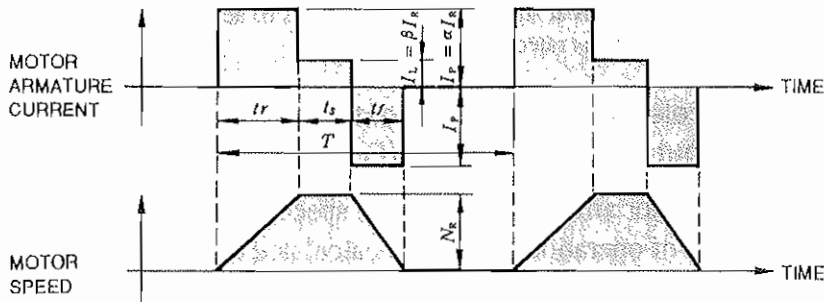 MOTOR
ARMATURE
CURRENT
I_L = βI_R
I_P = αI_R
I_P
TIME
tr
t_s
tf
T
N_R
MOTOR
SPEED
TIME